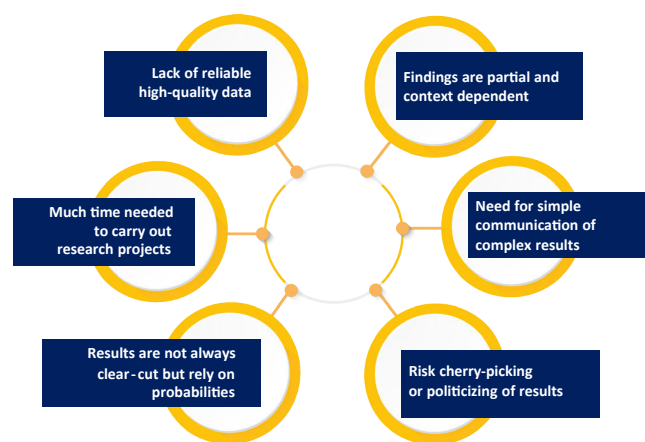 Lack of reliable
high-quality data
Findings are partial and
context dependent
Much time needed
to carry out
research projects
Need for simple
communication of
complex results
Results are not always
clear-cut but rely on
probabilities
Risk cherry-picking
or politicizing of results